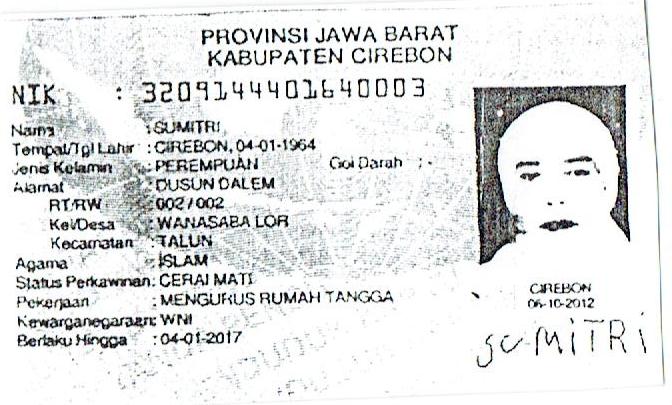 PROVINSI JAWA BARAT
KABUPATEN CIREBON
NIK : 3209144401640003
Nama : SUMITRI
Tempat/Tgl Lahir : CIREBON, 04-01-1964
Jenis Kelamin : PEREMPUAN Gol Darah : -
Alamat : DUSUN DALEM
RT/RW : 002 / 002
Kel/Desa : WANASABA LOR
Kecamatan : TALUN
Agama : ISLAM
Status Perkawinan: CERAI MATI
Pekerjaan : MENGURUS RUMAH TANGGA
Kewarganegaraan: WNI
Berlaku Hingga : 04-01-2017
CIREBON
06-10-2012
SUMITRI